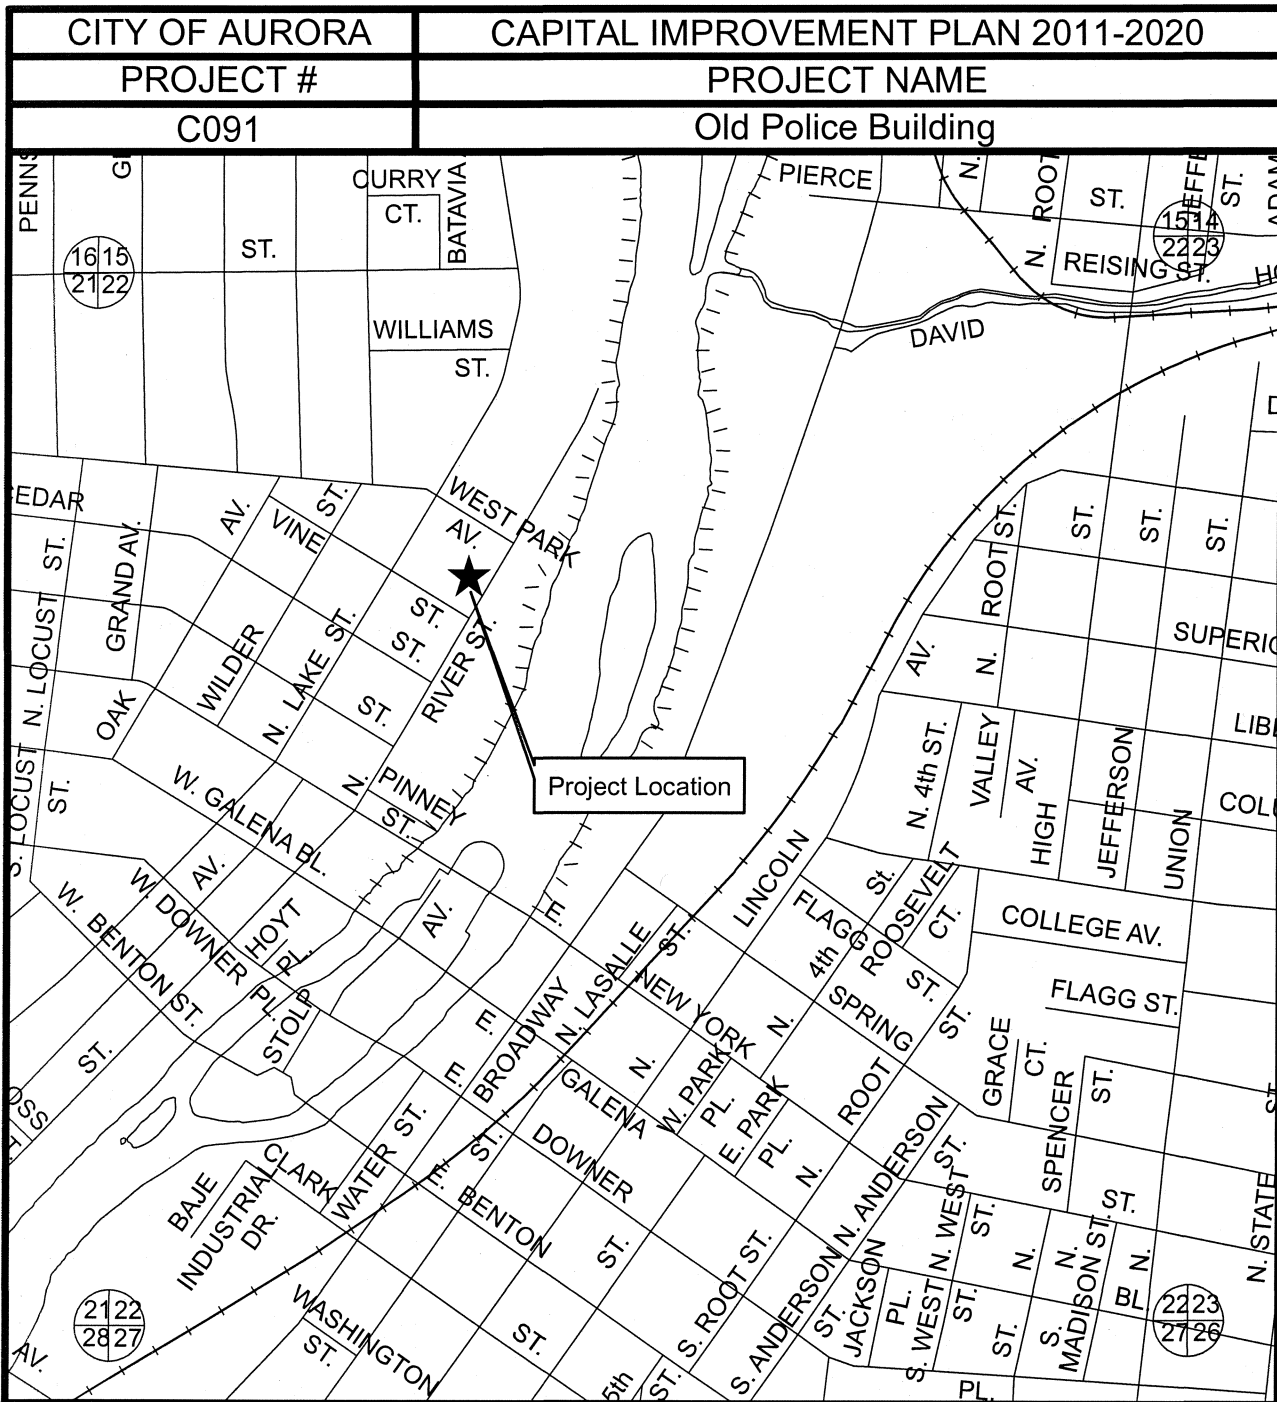 CITY OF AURORA
CAPITAL IMPROVEMENT PLAN 2011-2020
PROJECT #
PROJECT NAME
C091
Old Police Building
CURRY
CT.
BATAVIA
PIERCE
N.
N. ROOT
ST.
ST.
15 14
22 23
REISING ST.
16 15
21 22
ST.
WILLIAMS
ST.
DAVID
WEST PARK
AV.
VINE
ST.
AV.
ST.
GRAND AV.
N. LOCUST
ST.
WILDER
N. LAKE ST.
OAK
ST.
ST.
ST.
N.
RIVER ST.
PINNEY
ST.
Project Location
ROOT ST.
N.
ST.
ST.
ST.
AV.
N. 4th ST.
VALLEY
AV.
HIGH
JEFFERSON
UNION
S. LOCUST
ST.
W. GALENA BL.
AV.
W. DOWNER PL.
HOYT
PL.
W. BENTON ST.
STOLP
AV.
ST.
E.
LINCOLN
FLAGG
ST.
4th
St.
ROOSEVELT
CT.
COLLEGE AV.
FLAGG ST.
SPRING
ST.
NEW YORK
N. LASALLE
ST.
BROADWAY
N.
E.
E.
GALENA
N.
W. PARK
PL.
E. PARK
PL.
N.
ROOT
GRACE
CT.
SPENCER
ST.
DOWNER
WATER ST.
CLARK
BAJE
INDUSTRIAL
DR.
ST.
E. BENTON
ST.
N. ANDERSON
ST.
S. ANDERSON
ST.
S. ROOT ST.
N. WEST
ST.
S. WEST
ST.
JACKSON
PL.
N.
ST.
N.
S.
MADISON ST.
N.
BL
ST.
ST.
N. STATE
22 23
27 26
21 22
28 27
AV.
WASHINGTON
ST.
ST.
5th
ST.
PL.